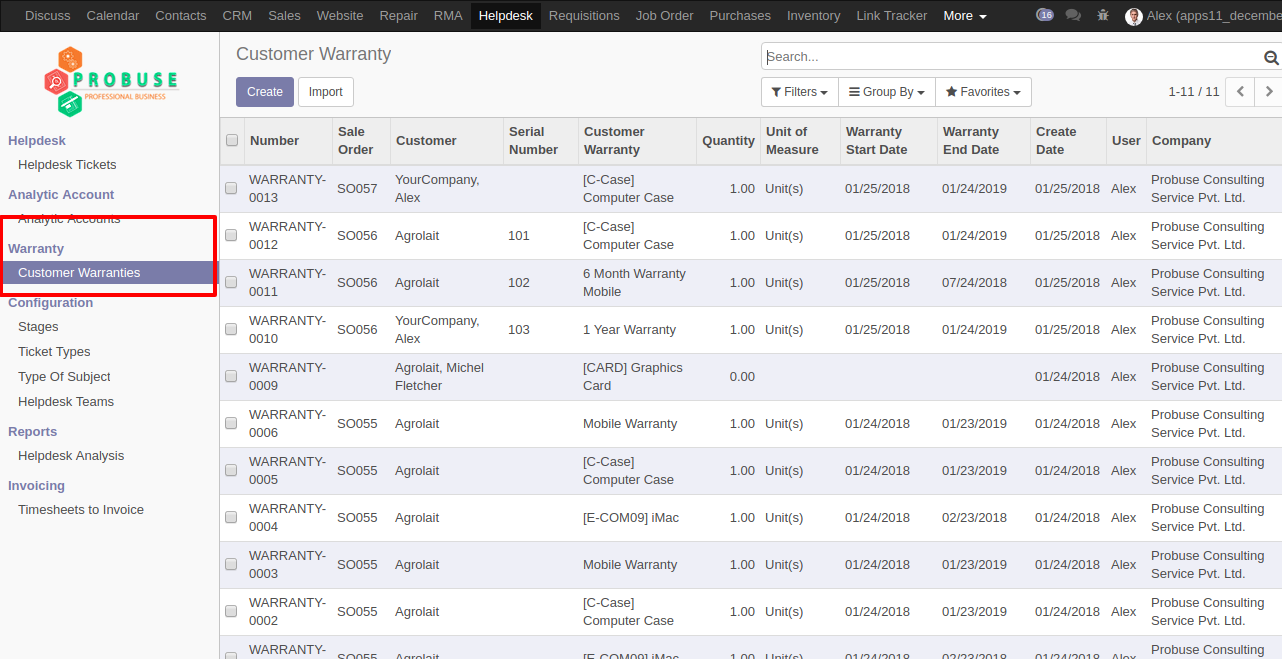 Discuss Calendar Contacts CRM Sales Website Repair RMA Helpdesk Requisitions Job Order Purchases Inventory Link Tracker More 16 Alex (apps11_decembe
PROBUSE
PROFESSIONAL BUSINESS
Helpdesk
Helpdesk Tickets
Analytic Account
Analytic Accounts
Warranty
Customer Warranties
Configuration
Stages
Ticket Types
Type Of Subject
Helpdesk Teams
Reports
Helpdesk Analysis
Invoicing
Timesheets to Invoice
Customer Warranty
Search...
Create Import
Filters Group By Favorites 1-11 / 11
Number Sale Order Customer Serial Number Customer Warranty Quantity Unit of Measure Warranty Start Date Warranty End Date Create Date User Company
WARRANTY-0013 SO057 YourCompany, Alex [C-Case] Computer Case 1.00 Unit(s) 01/25/2018 01/24/2019 01/25/2018 Alex Probuse Consulting Service Pvt. Ltd.
WARRANTY-0012 SO056 Agrolait 101 [C-Case] Computer Case 1.00 Unit(s) 01/25/2018 01/24/2019 01/25/2018 Alex Probuse Consulting Service Pvt. Ltd.
WARRANTY-0011 SO056 Agrolait 102 6 Month Warranty Mobile 1.00 Unit(s) 01/25/2018 07/24/2018 01/25/2018 Alex Probuse Consulting Service Pvt. Ltd.
WARRANTY-0010 SO056 YourCompany, Alex 103 1 Year Warranty 1.00 Unit(s) 01/25/2018 01/24/2019 01/25/2018 Alex Probuse Consulting Service Pvt. Ltd.
WARRANTY-0009 Agrolait, Michel Fletcher [CARD] Graphics Card 0.00 01/24/2018 Alex Probuse Consulting Service Pvt. Ltd.
WARRANTY-0006 SO055 Agrolait Mobile Warranty 1.00 Unit(s) 01/24/2018 01/23/2019 01/24/2018 Alex Probuse Consulting Service Pvt. Ltd.
WARRANTY-0005 SO055 Agrolait [C-Case] Computer Case 1.00 Unit(s) 01/24/2018 01/23/2019 01/24/2018 Alex Probuse Consulting Service Pvt. Ltd.
WARRANTY-0004 SO055 Agrolait [E-COM09] iMac 1.00 Unit(s) 01/24/2018 02/23/2018 01/24/2018 Alex Probuse Consulting Service Pvt. Ltd.
WARRANTY-0003 SO055 Agrolait Mobile Warranty 1.00 Unit(s) 01/24/2018 01/23/2019 01/24/2018 Alex Probuse Consulting Service Pvt. Ltd.
WARRANTY-0002 SO055 Agrolait [C-Case] Computer Case 1.00 Unit(s) 01/24/2018 01/23/2019 01/24/2018 Alex Probuse Consulting Service Pvt. Ltd.
WARRANTY- SO055 Agrolait [E-COM09] iMac 1.00 Unit(s) 01/24/2018 02/23/2018 01/24/2018 Alex Probuse Consulting